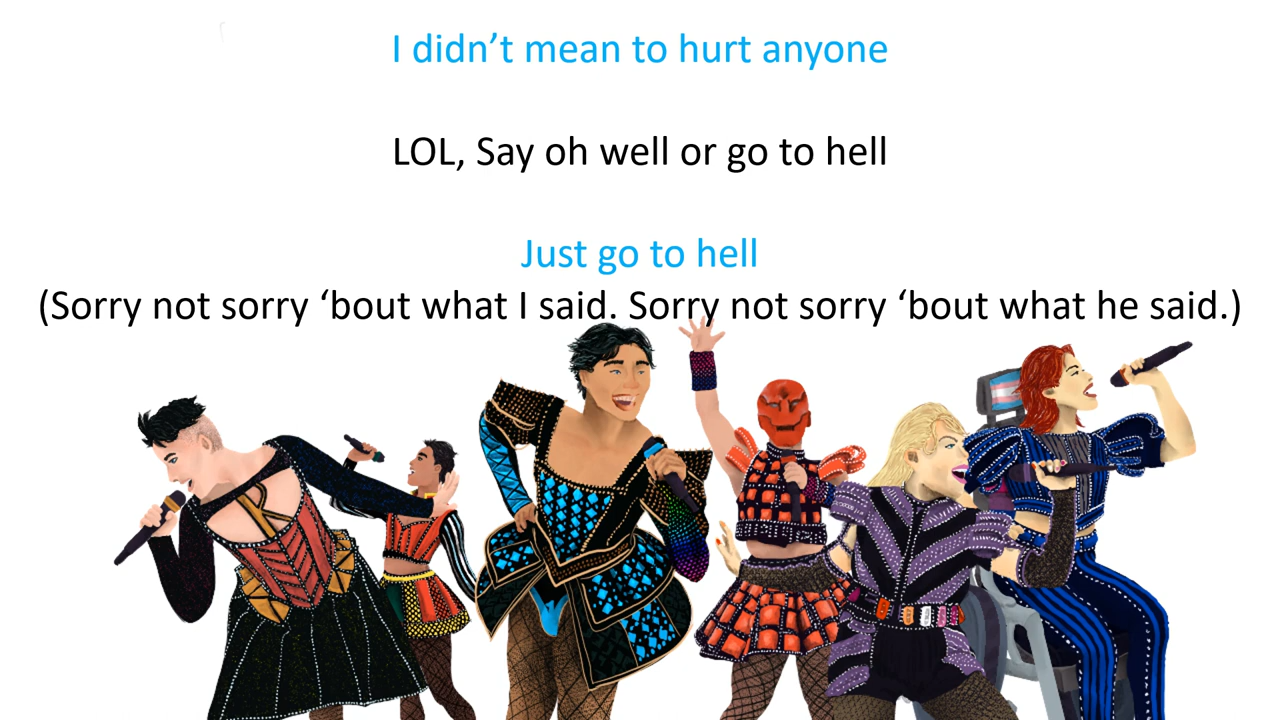 I didn’t mean to hurt anyone
LOL, Say oh well or go to hell
Just go to hell
(Sorry not sorry ‘bout what I said. Sorry not sorry ‘bout what he said.)